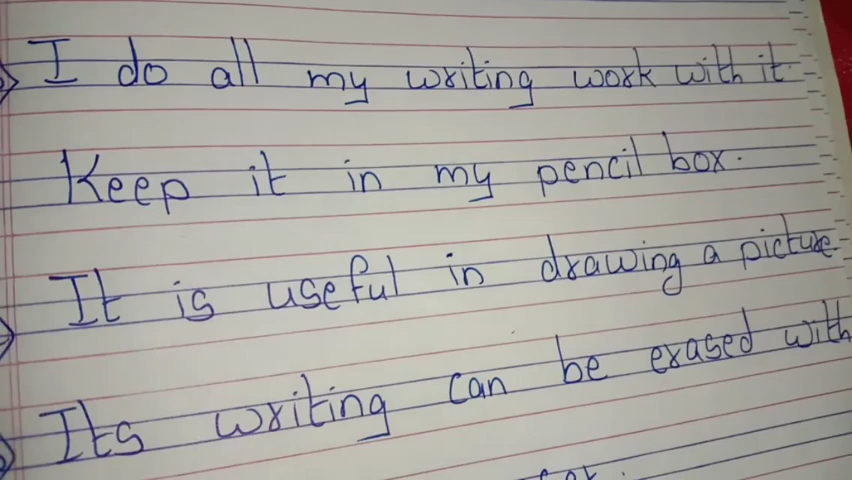 I do all my writing work with it.
Keep it in my pencil box.
It is useful in drawing a picture
Its writing can be erased with